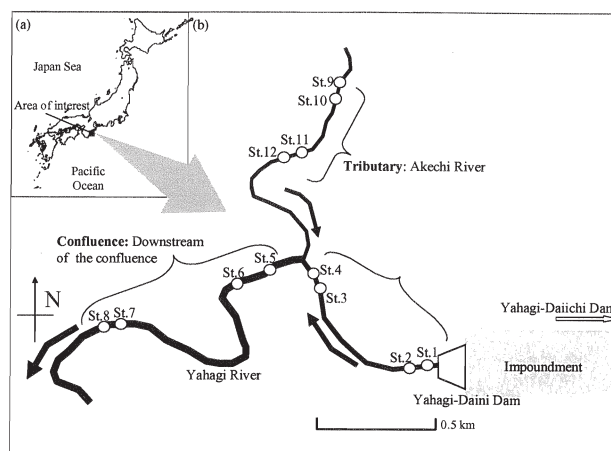 (a)
(b)
Japan Sea
Area of interest
Pacific
Ocean
St.9
St.10
St.11
St.12
Tributary: Akechi River
Confluence: Downstream
of the confluence
St.5
St.6
St.4
St.3
N
St.8 St.7
Yahagi River
St.2 St.1
Yahagi-Daiichi Dam
Impoundment
Yahagi-Daini Dam
0.5 km